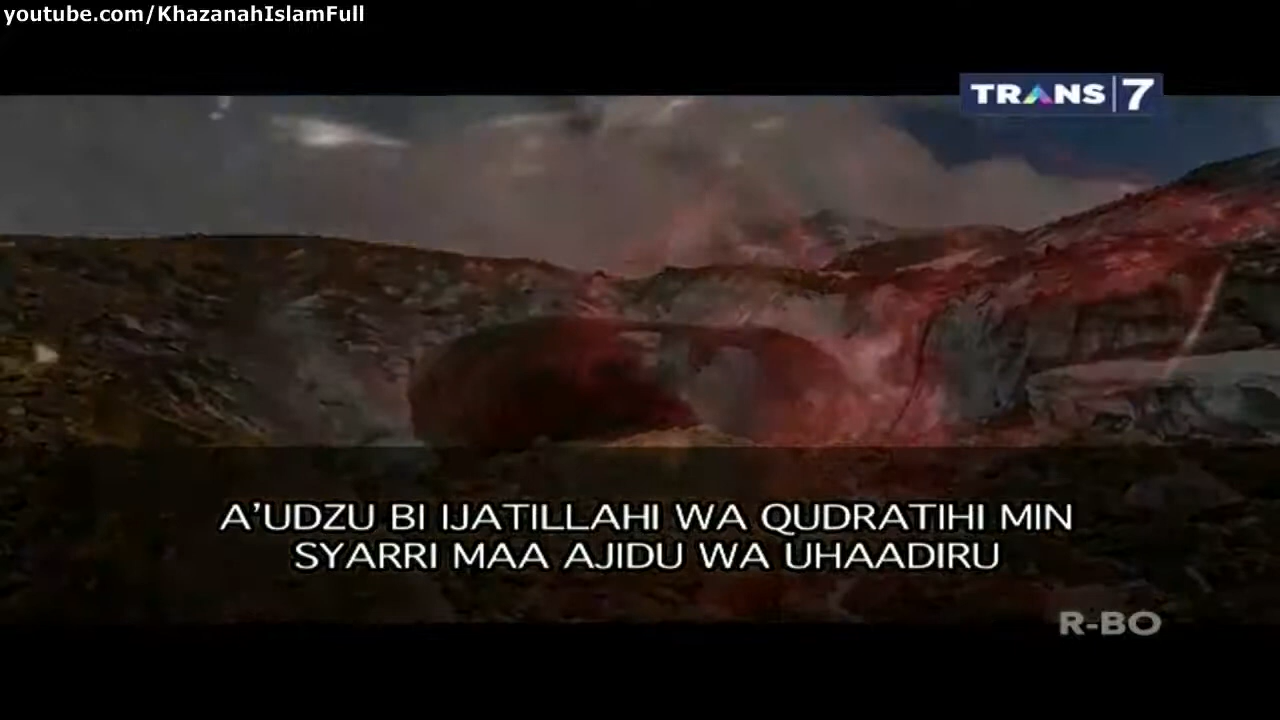 youtube.com/KhazanahIslamFull
TRANS 7
A'UDZU BI IJATILLAHI WA QUDRATIHI MIN
SYARRI MAA AJIDU WA UHAADIRU
R-BO